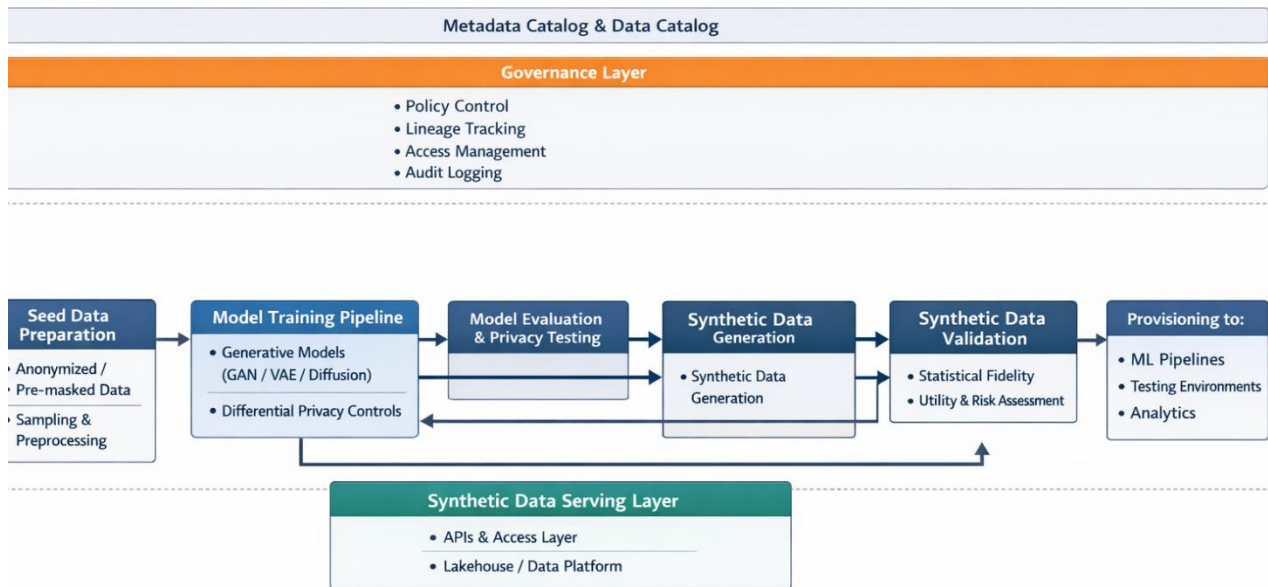 Metadata Catalog & Data Catalog
Governance Layer
• Policy Control
• Lineage Tracking
• Access Management
• Audit Logging
Seed Data
Preparation
• Anonymized /
• Pre-masked Data
• Sampling &
Preprocessing
Model Training Pipeline
• Generative Models
(GAN / VAE / Diffusion)
• Differential Privacy Controls
Model Evaluation
& Privacy Testing
Synthetic Data
Generation
• Synthetic Data
Generation
Synthetic Data
Validation
• Statistical Fidelity
• Utility & Risk Assessment
Provisioning to:
• ML Pipelines
• Testing Environments
• Analytics
Synthetic Data Serving Layer
• APIs & Access Layer
• Lakehouse / Data Platform